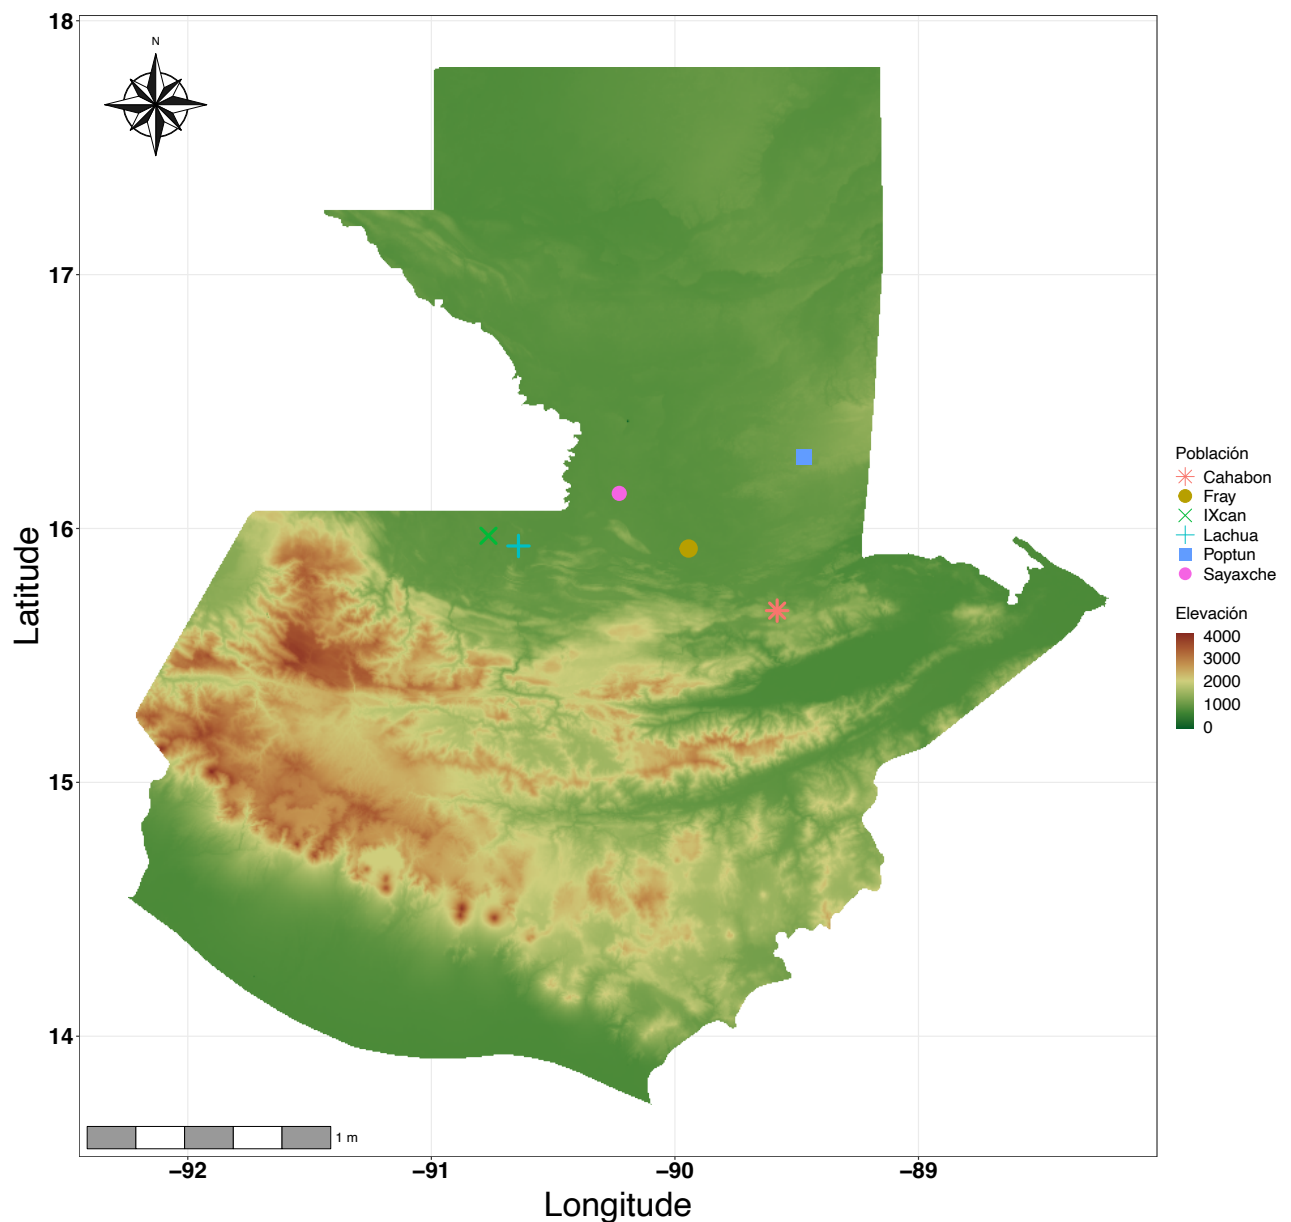 18
N
17
Latitude
16
15
14
1 m
−92
−91
−90
−89
Longitude
Población
Cahabon
Fray
IXcan
Lachua
Poptun
Sayaxche
Elevación
4000
3000
2000
1000
0